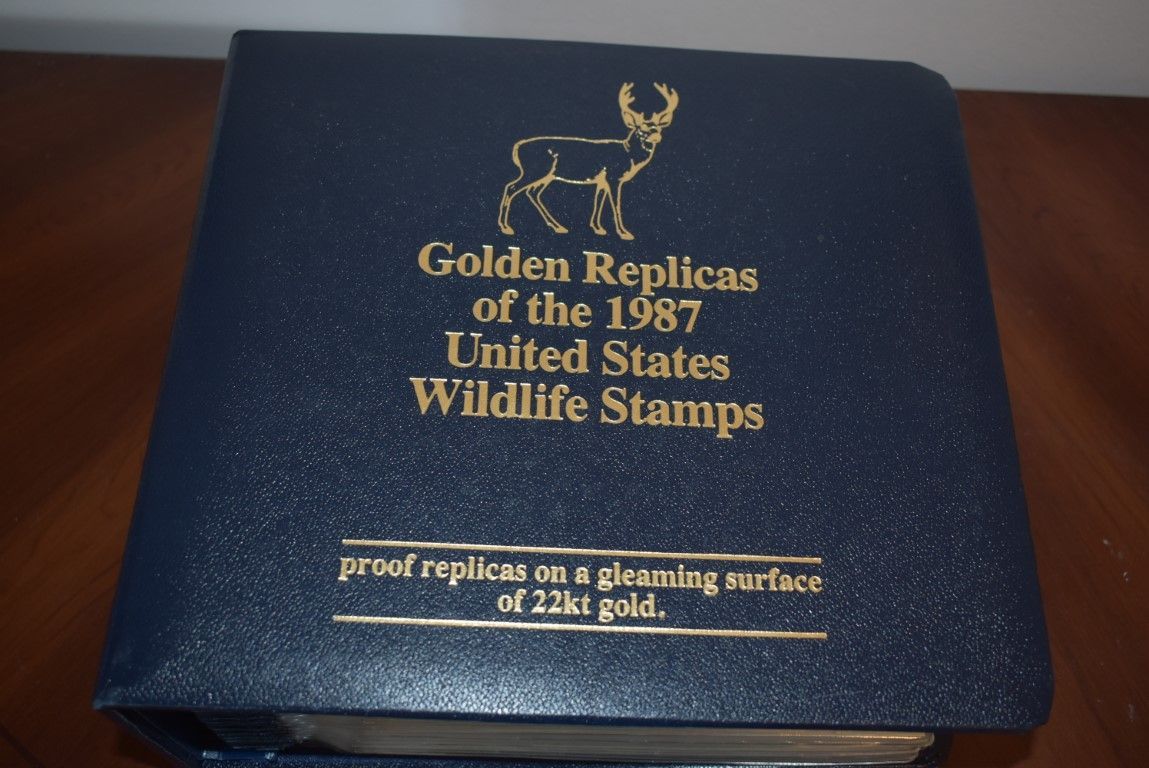 Golden Replicas
of the 1987
United States
Wildlife Stamps
proof replicas on a gleaming surface
of 22kt gold.